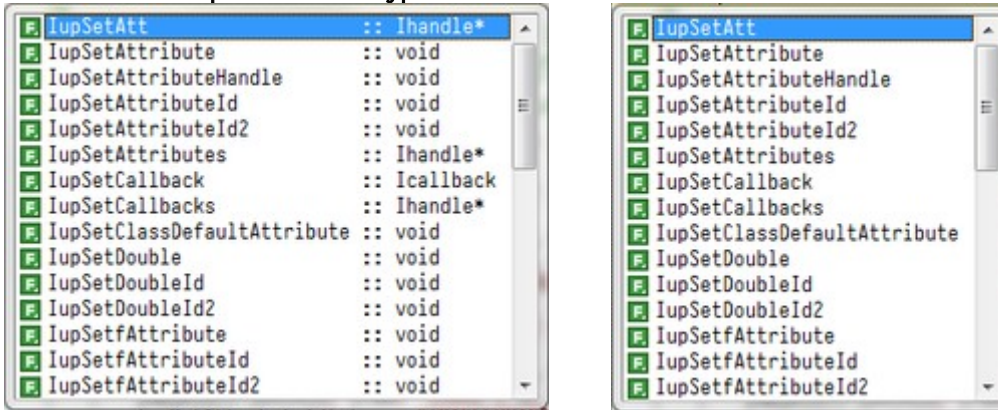 IupSetAtt :: Ihandle*
IupSetAttribute :: void
IupSetAttributeHandle :: void
IupSetAttributeId :: void
IupSetAttributeId2 :: void
IupSetAttributes :: Ihandle*
IupSetCallback :: Icallback
IupSetCallbacks :: Ihandle*
IupSetClassDefaultAttribute :: void
IupSetDouble :: void
IupSetDoubleId :: void
IupSetDoubleId2 :: void
IupSetfAttribute :: void
IupSetfAttributeId :: void
IupSetfAttributeId2 :: void
IupSetAtt
IupSetAttribute
IupSetAttributeHandle
IupSetAttributeId
IupSetAttributeId2
IupSetAttributes
IupSetCallback
IupSetCallbacks
IupSetClassDefaultAttribute
IupSetDouble
IupSetDoubleId
IupSetDoubleId2
IupSetfAttribute
IupSetfAttributeId
IupSetfAttributeId2